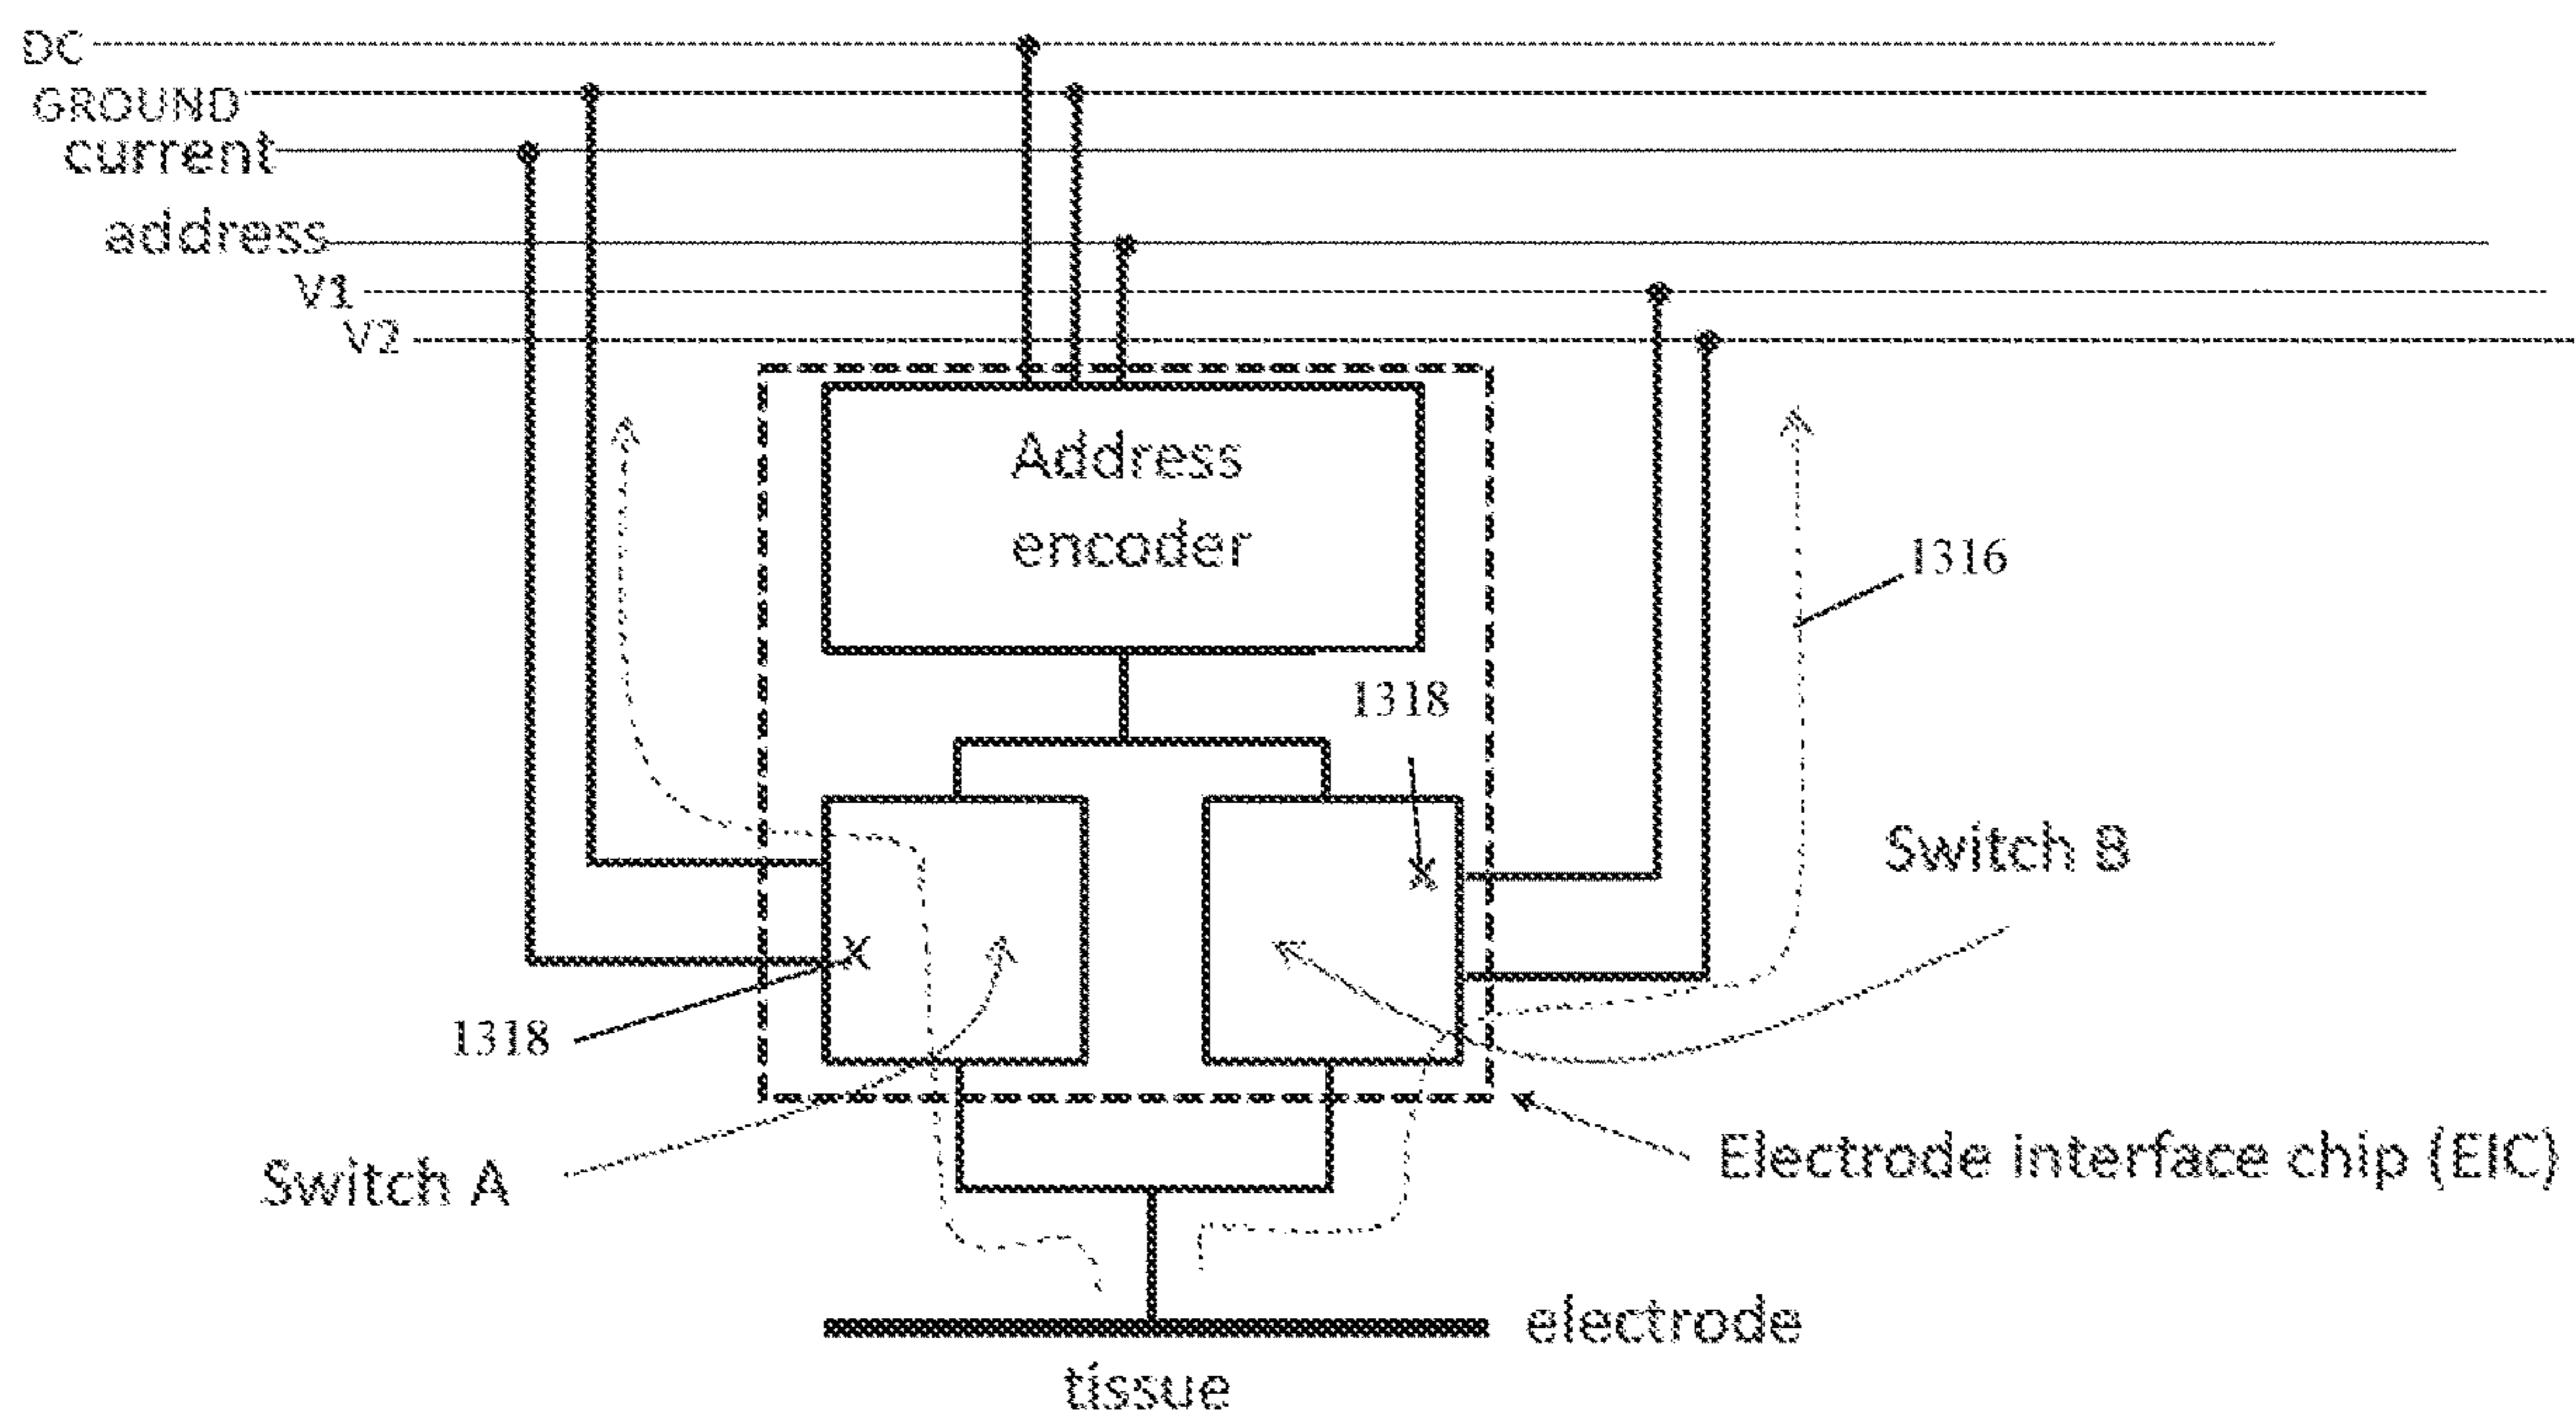 DC
GROUND
current
address
V1
V2
Address
encoder
1316
1318
Switch B
1318
Switch A
Electrode interface chip (EIC)
electrode
tissue